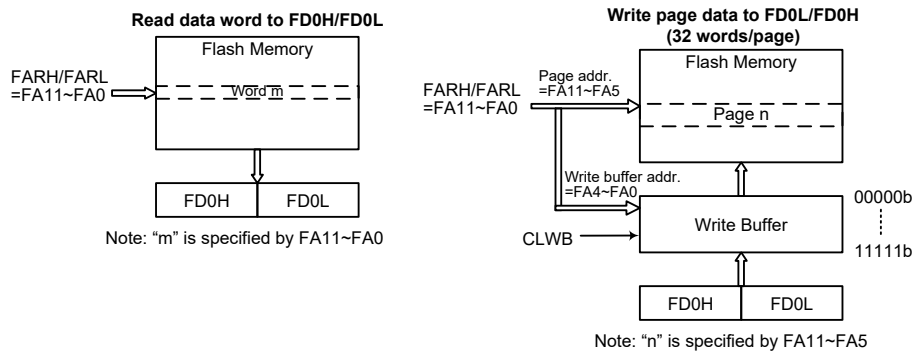 Read data word to FD0H/FD0L
Flash Memory
FARH/FARL
=FA11~FA0
Word m
FD0H
FD0L
Note: “m” is specified by FA11~FA0
Write page data to FD0L/FD0H
(32 words/page)
Flash Memory
FARH/FARL
=FA11~FA0
Page addr.
=FA11~FA5
Page n
Write buffer addr.
=FA4~FA0
CLWB
Write Buffer
00000b
11111b
FD0H
FD0L
Note: “n” is specified by FA11~FA5